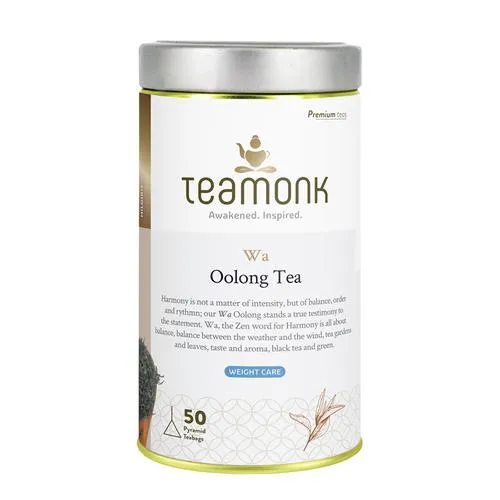 Premium teas
teamonk
Awakened. Inspired.
Wa
Oolong Tea
Harmony is not a matter of intensity, but of balance, order
and rythmn; our Wa Oolong stands a true testimony to
the statement. Wa, the Zen word for Harmony is all about
balance, balance between the weather and the wind, tea gardens
and leaves, taste and aroma, black tea and green.
WEIGHT CARE
50
Pyramid
Teabags